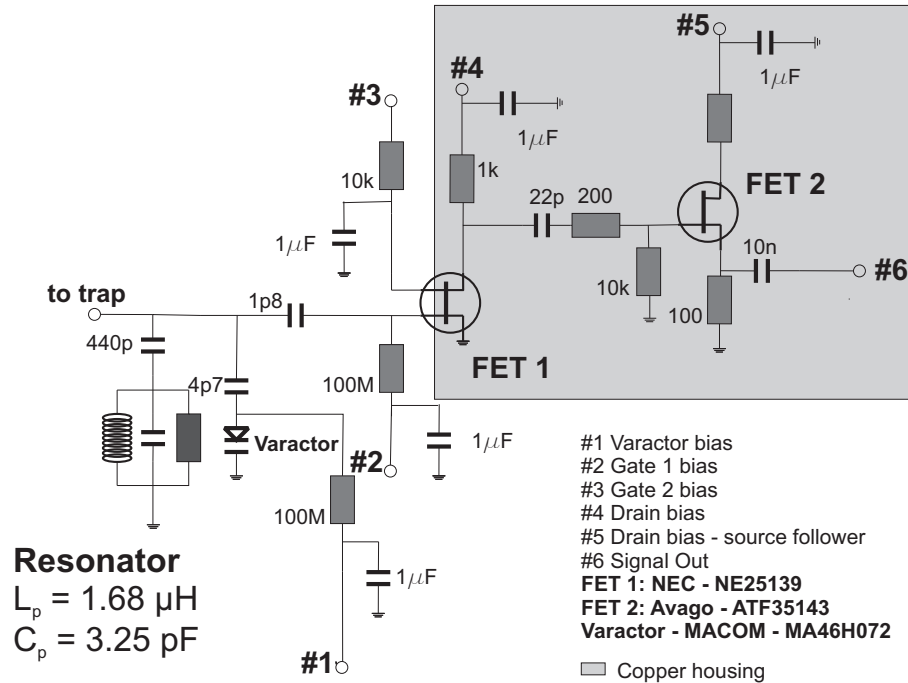 #5
1μF
#4
1μF
#3
10k
1k
FET 2
22p 200
1μF
10n
#6
10k
100
to trap
1p8
FET 1
440p
100M
4p7
Varactor
1μF
#2
100M
1μF
#1
Resonator
Lp = 1.68 µH
Cp = 3.25 pF
#1 Varactor bias
#2 Gate 1 bias
#3 Gate 2 bias
#4 Drain bias
#5 Drain bias - source follower
#6 Signal Out
FET 1: NEC - NE25139
FET 2: Avago - ATF35143
Varactor - MACOM - MA46H072
Copper housing